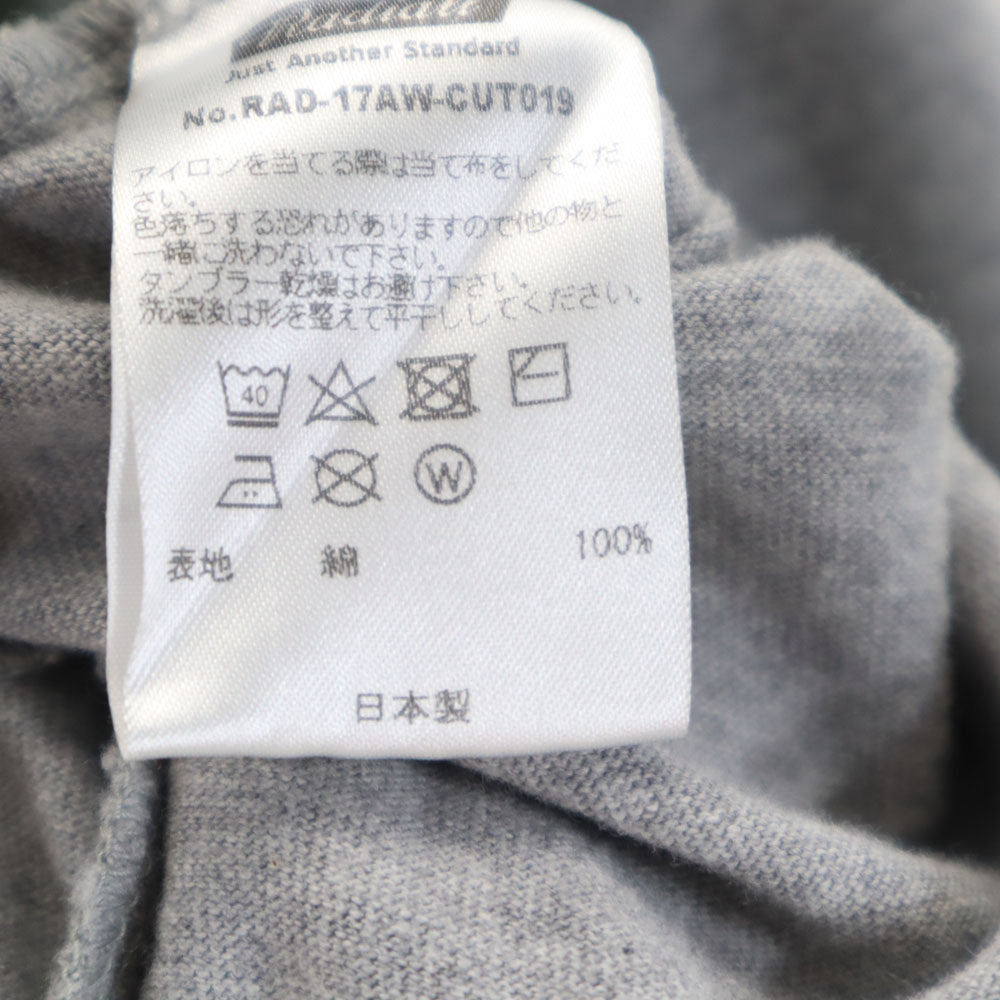 Radiall
Just Another Standard
No.RAD-17AW-CUT019
アイロンを当てる際は当て布をしてくだ
さい。
色落ちする恐れがありますので他の物と
一緒に洗わないで下さい。
タンブラー乾燥はお避け下さい。
洗濯後は形を整えて平干ししてください。
40
W
表地 綿 100%
日本製